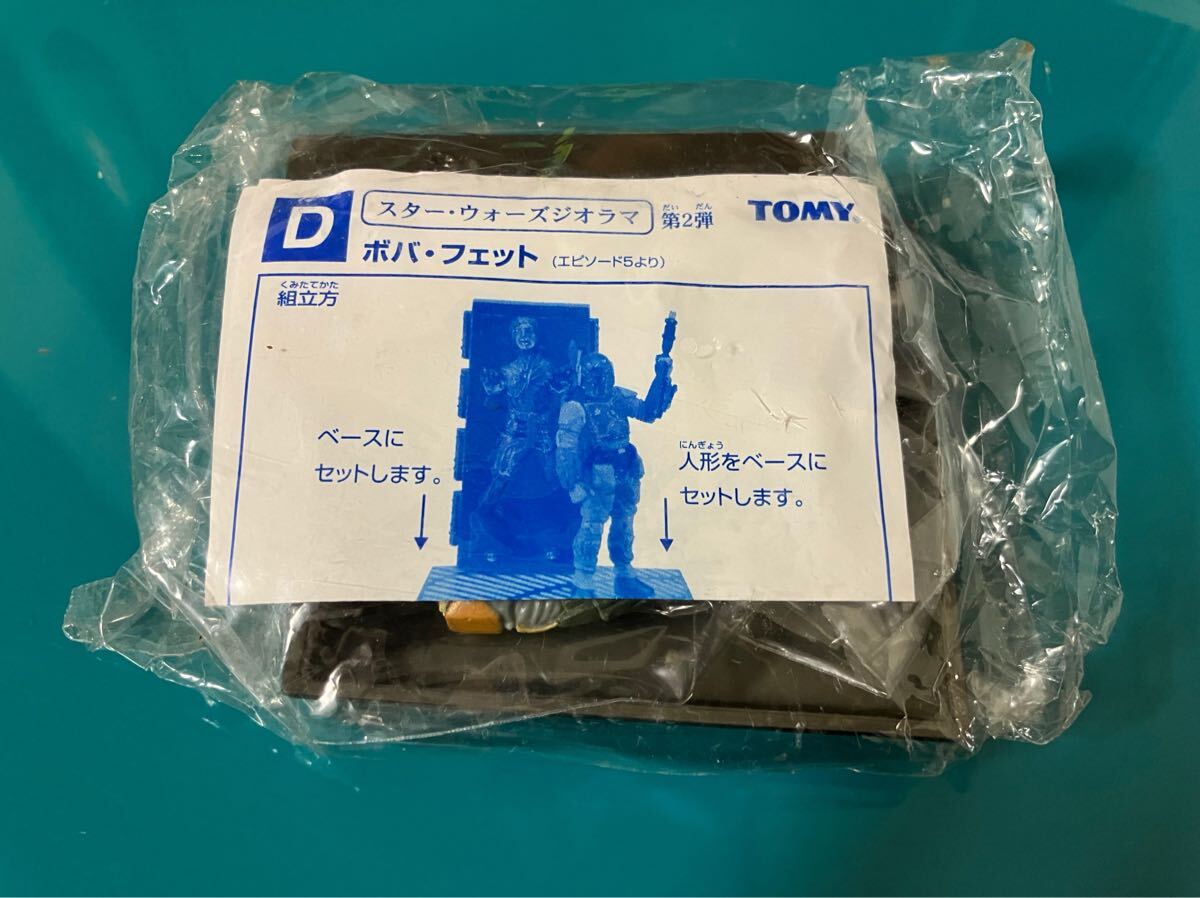 D
スター・ウォーズジオラマ 第2弾
だい だん
TOMY
ボバ・フェット (エピソード5より)
くみたてかた
組立方
ベースに
セットします。
にんぎょう
人形をベースに
セットします。